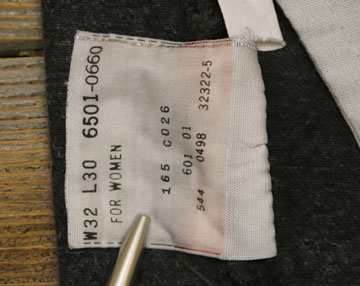 W32 L30 6501-0660
FOR WOMEN
165 C026
601 01
544 0498 32322-5